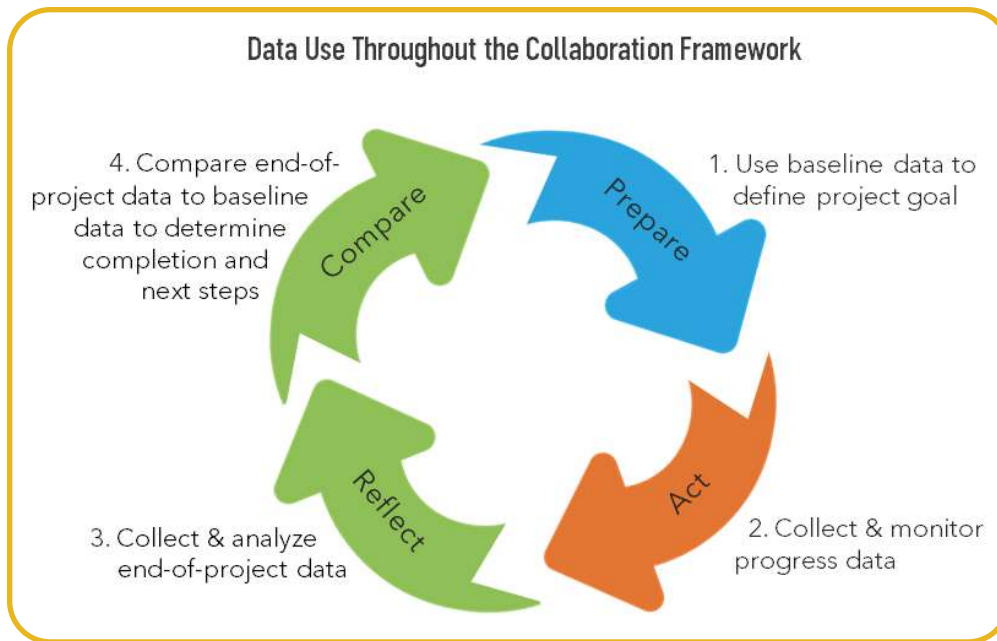 Data Use Throughout the Collaboration Framework
Prepare
1. Use baseline data to
define project goal
Act
2. Collect & monitor
progress data
Reflect
3. Collect & analyze
end-of-project data
Compare
4. Compare end-of-
project data to baseline
data to determine
completion and
next steps